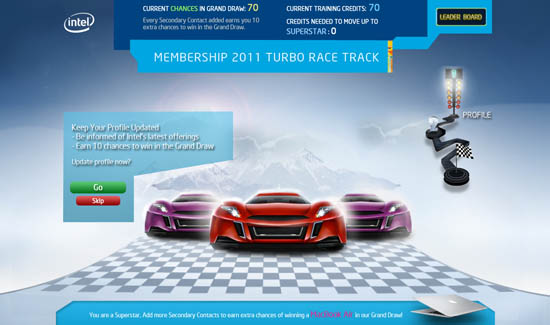 intel
CURRENT CHANCES IN GRAND DRAW: 70
Every Secondary Contact added earns you 10
extra chances to win in the Grand Draw.
CURRENT TRAINING CREDITS: 70
CREDITS NEEDED TO MOVE UP TO
SUPERSTAR : 0
LEADER BOARD
MEMBERSHIP 2011 TURBO RACE TRACK
PROFILE
Keep Your Profile Updated
- Be informed of Intel's latest offerings
- Earn 10 chances to win in the Grand Draw
Update profile now?
Go
Skip
You are a Superstar. Add more Secondary Contacts to earn extra chances of winning a MacBook Air in our Grand Draw!